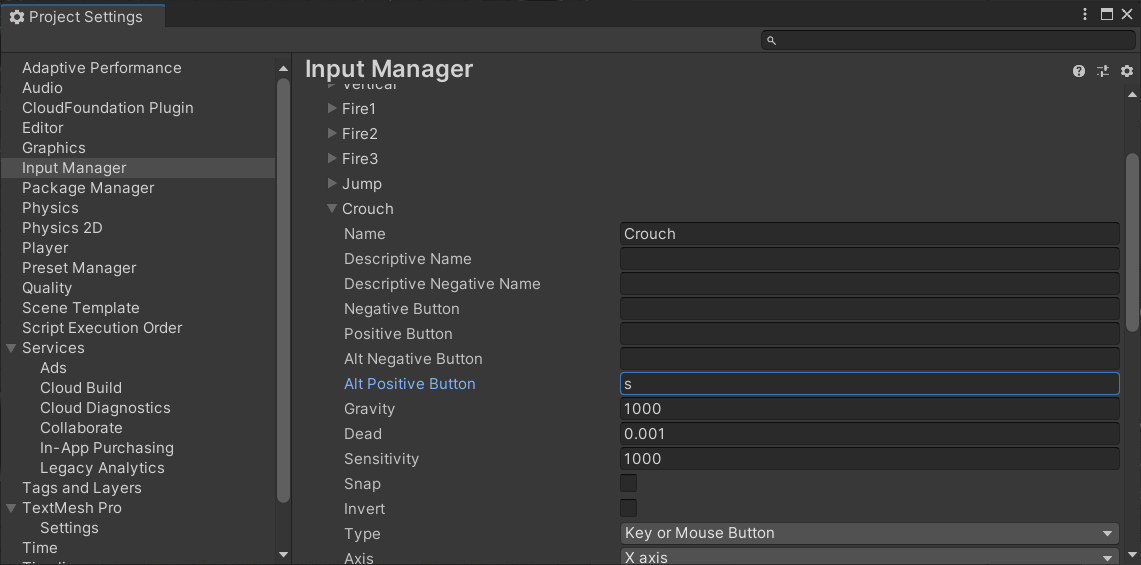 Project Settings
Adaptive Performance
Audio
CloudFoundation Plugin
Editor
Graphics
Input Manager
Package Manager
Physics
Physics 2D
Player
Preset Manager
Quality
Scene Template
Script Execution Order
Services
Ads
Cloud Build
Cloud Diagnostics
Collaborate
In-App Purchasing
Legacy Analytics
Tags and Layers
TextMesh Pro
Settings
Time
Input Manager
Vertical
Fire1
Fire2
Fire3
Jump
Crouch
Name Crouch
Descriptive Name
Descriptive Negative Name
Negative Button
Positive Button
Alt Negative Button
Alt Positive Button s
Gravity 1000
Dead 0.001
Sensitivity 1000
Snap
Invert
Type Key or Mouse Button
Axis X axis